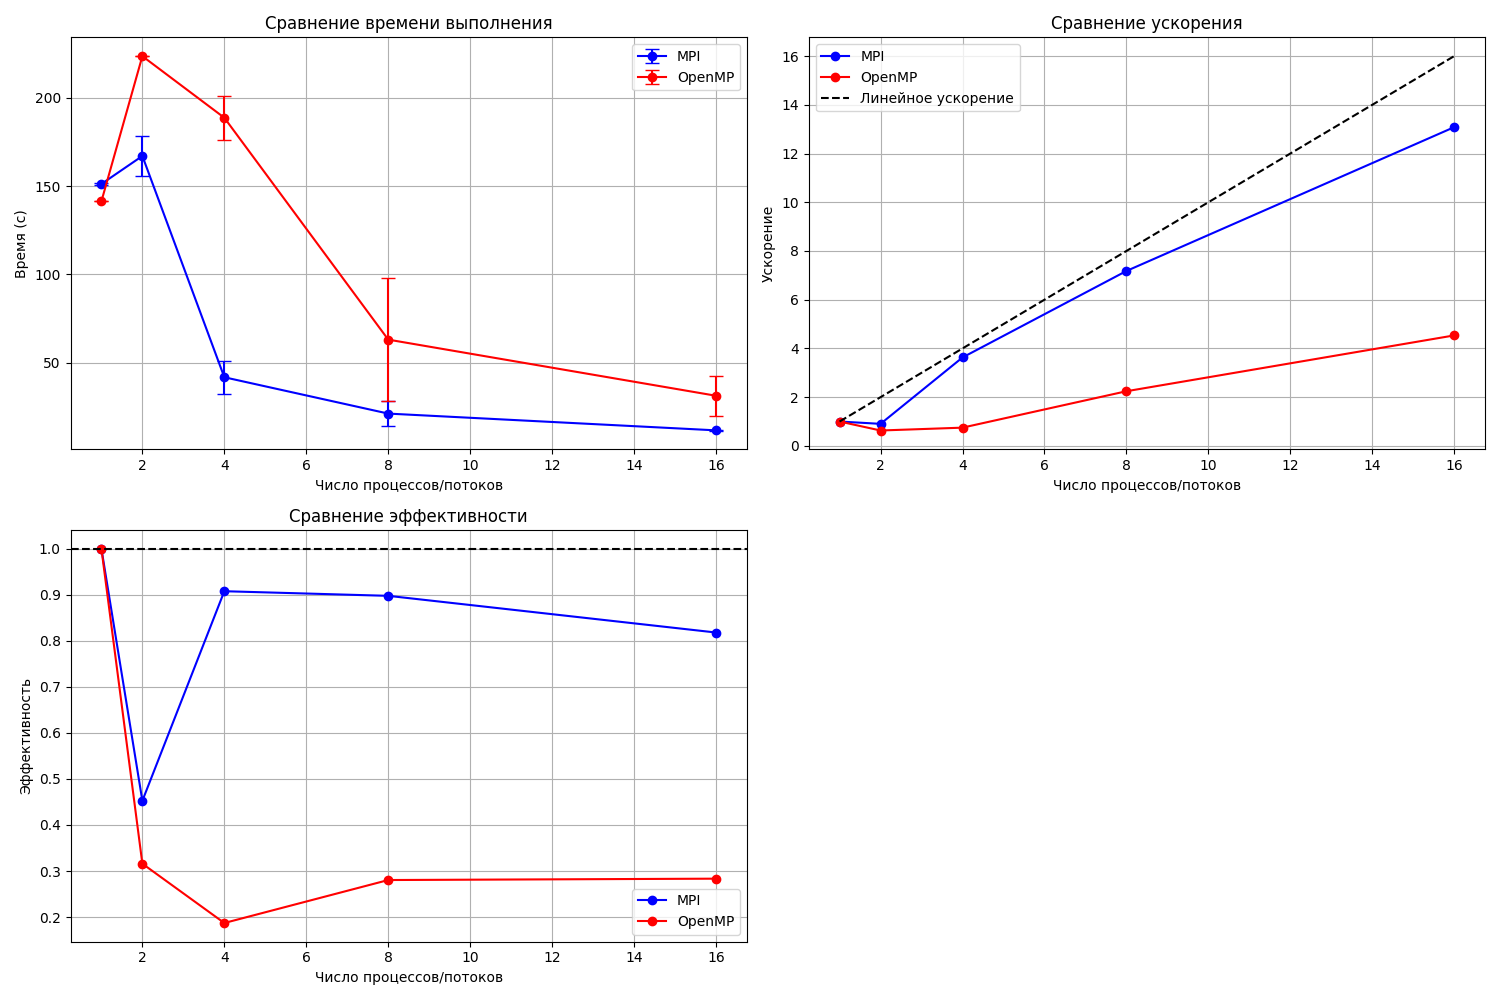 Сравнение времени выполнения
Время (с)
200
150
100
50
2 4 6 8 10 12 14 16
Число процессов/потоков
MPI
OpenMP
Сравнение ускорения
Ускорение
16
14
12
10
8
6
4
2
0
2 4 6 8 10 12 14 16
Число процессов/потоков
MPI
OpenMP
Линейное ускорение
Сравнение эффективности
Эффективность
1.0
0.9
0.8
0.7
0.6
0.5
0.4
0.3
0.2
2 4 6 8 10 12 14 16
Число процессов/потоков
MPI
OpenMP